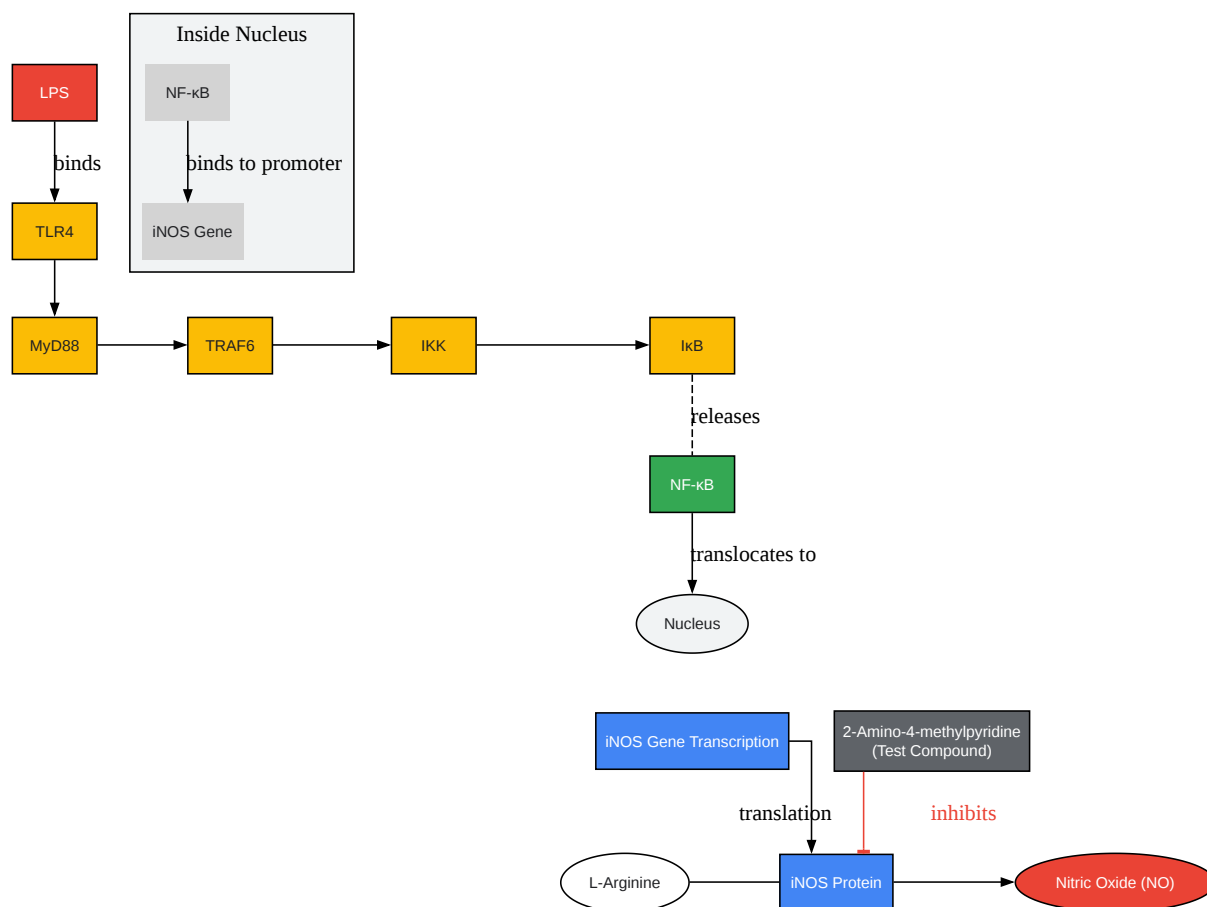 Inside Nucleus
LPS
NF-κB
binds
binds to promoter
TLR4
iNOS Gene
MyD88
TRAF6
IKK
IκB
releases
NF-κB
translocates to
Nucleus
iNOS Gene Transcription
2-Amino-4-methylpyridine
(Test Compound)
translation
inhibits
L-Arginine
iNOS Protein
Nitric Oxide (NO)